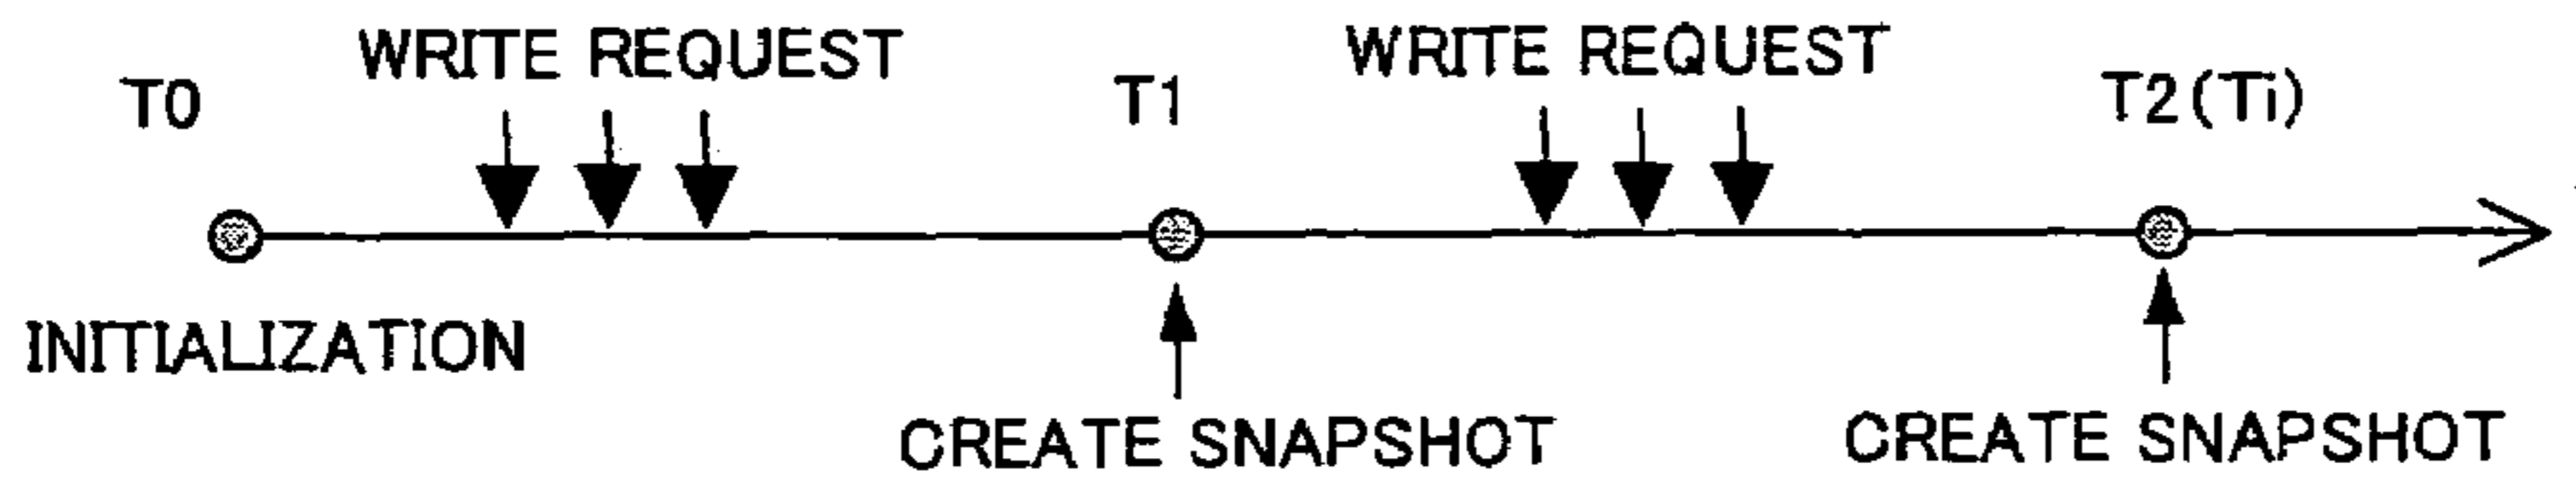 WRITE REQUEST
WRITE REQUEST
T0
T1
T2(Ti)
INITIALIZATION
CREATE SNAPSHOT
CREATE SNAPSHOT